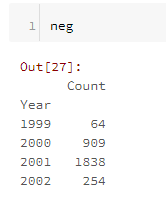 1 neg
Out[27]:
Count
Year
1999 64
2000 909
2001 1838
2002 254